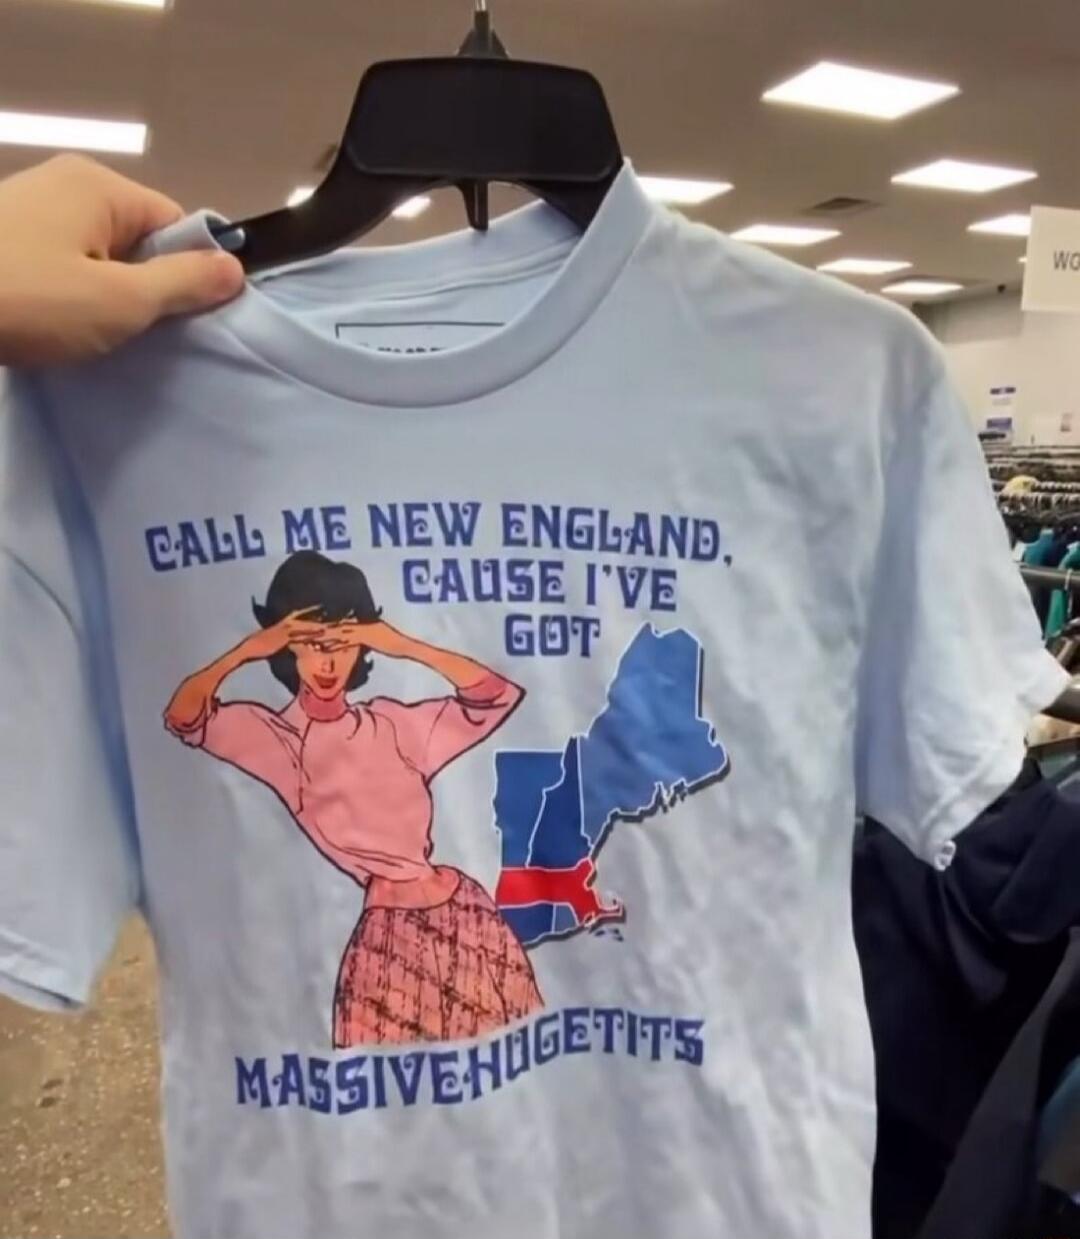 CALL ME NEW ENGLAND,
CAUSE I'VE
GOT
MASSIVEHUGETITS